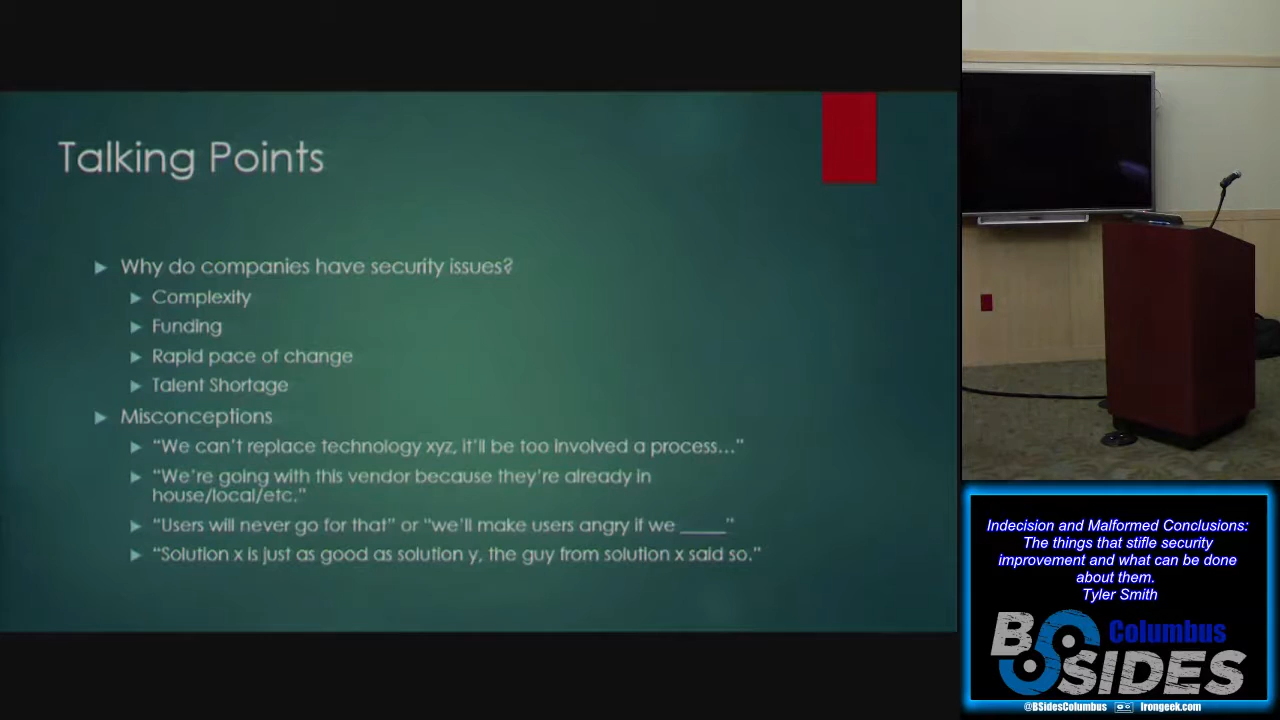 Talking Points
Why do companies have security issues?
Complexity
Funding
Rapid pace of change
Talent Shortage
Misconceptions
“We can’t replace technology xyz, it’ll be too involved a process…”
“We’re going with this vendor because they’re already in
house/local/etc.”
“Users will never go for that” or “we’ll make users angry if we _____”
“Solution x is just as good as solution y, the guy from solution x said so.”
Indecision and Malformed Conclusions:
The things that stifle security
improvement and what can be done
about them.
Tyler Smith
BSIDES
Columbus
@BSidesColumbus Irongeek.com